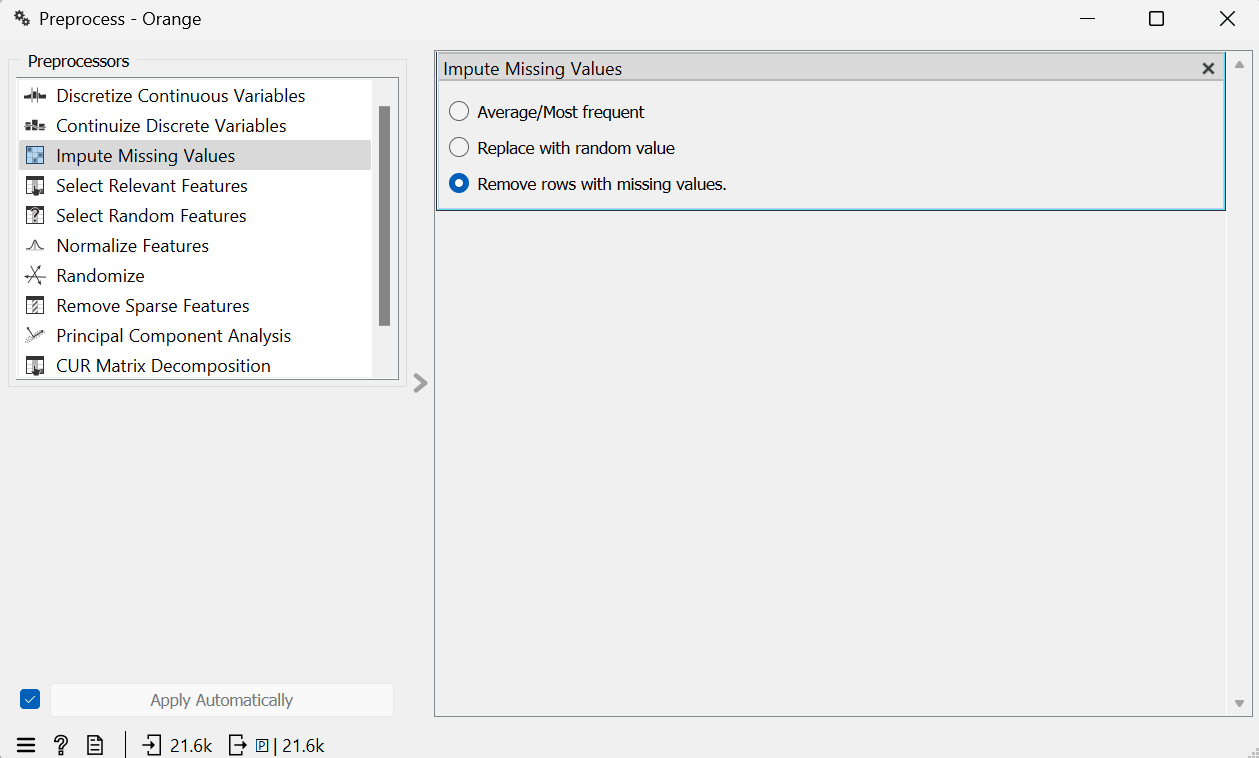 Preprocess - Orange
Preprocessors
Discretize Continuous Variables
Continuize Discrete Variables
Impute Missing Values
Select Relevant Features
Select Random Features
Normalize Features
Randomize
Remove Sparse Features
Principal Component Analysis
CUR Matrix Decomposition
Impute Missing Values
Average/Most frequent
Replace with random value
Remove rows with missing values.
Apply Automatically
21.6k P | 21.6k